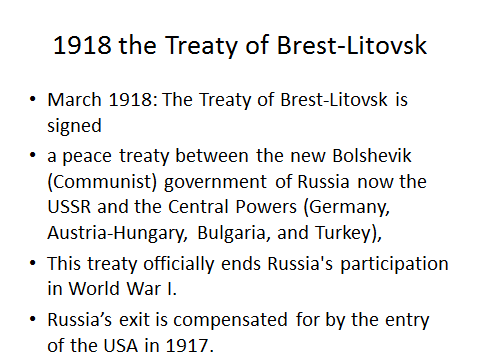 1918 the Treaty of Brest-Litovsk
• March 1918: The Treaty of Brest-Litovsk is
signed
• a peace treaty between the new Bolshevik
(Communist) government of Russia now the
USSR and the Central Powers (Germany,
Austria-Hungary, Bulgaria, and Turkey),
• This treaty officially ends Russia's participation
in World War I.
• Russia’s exit is compensated for by the entry
of the USA in 1917.